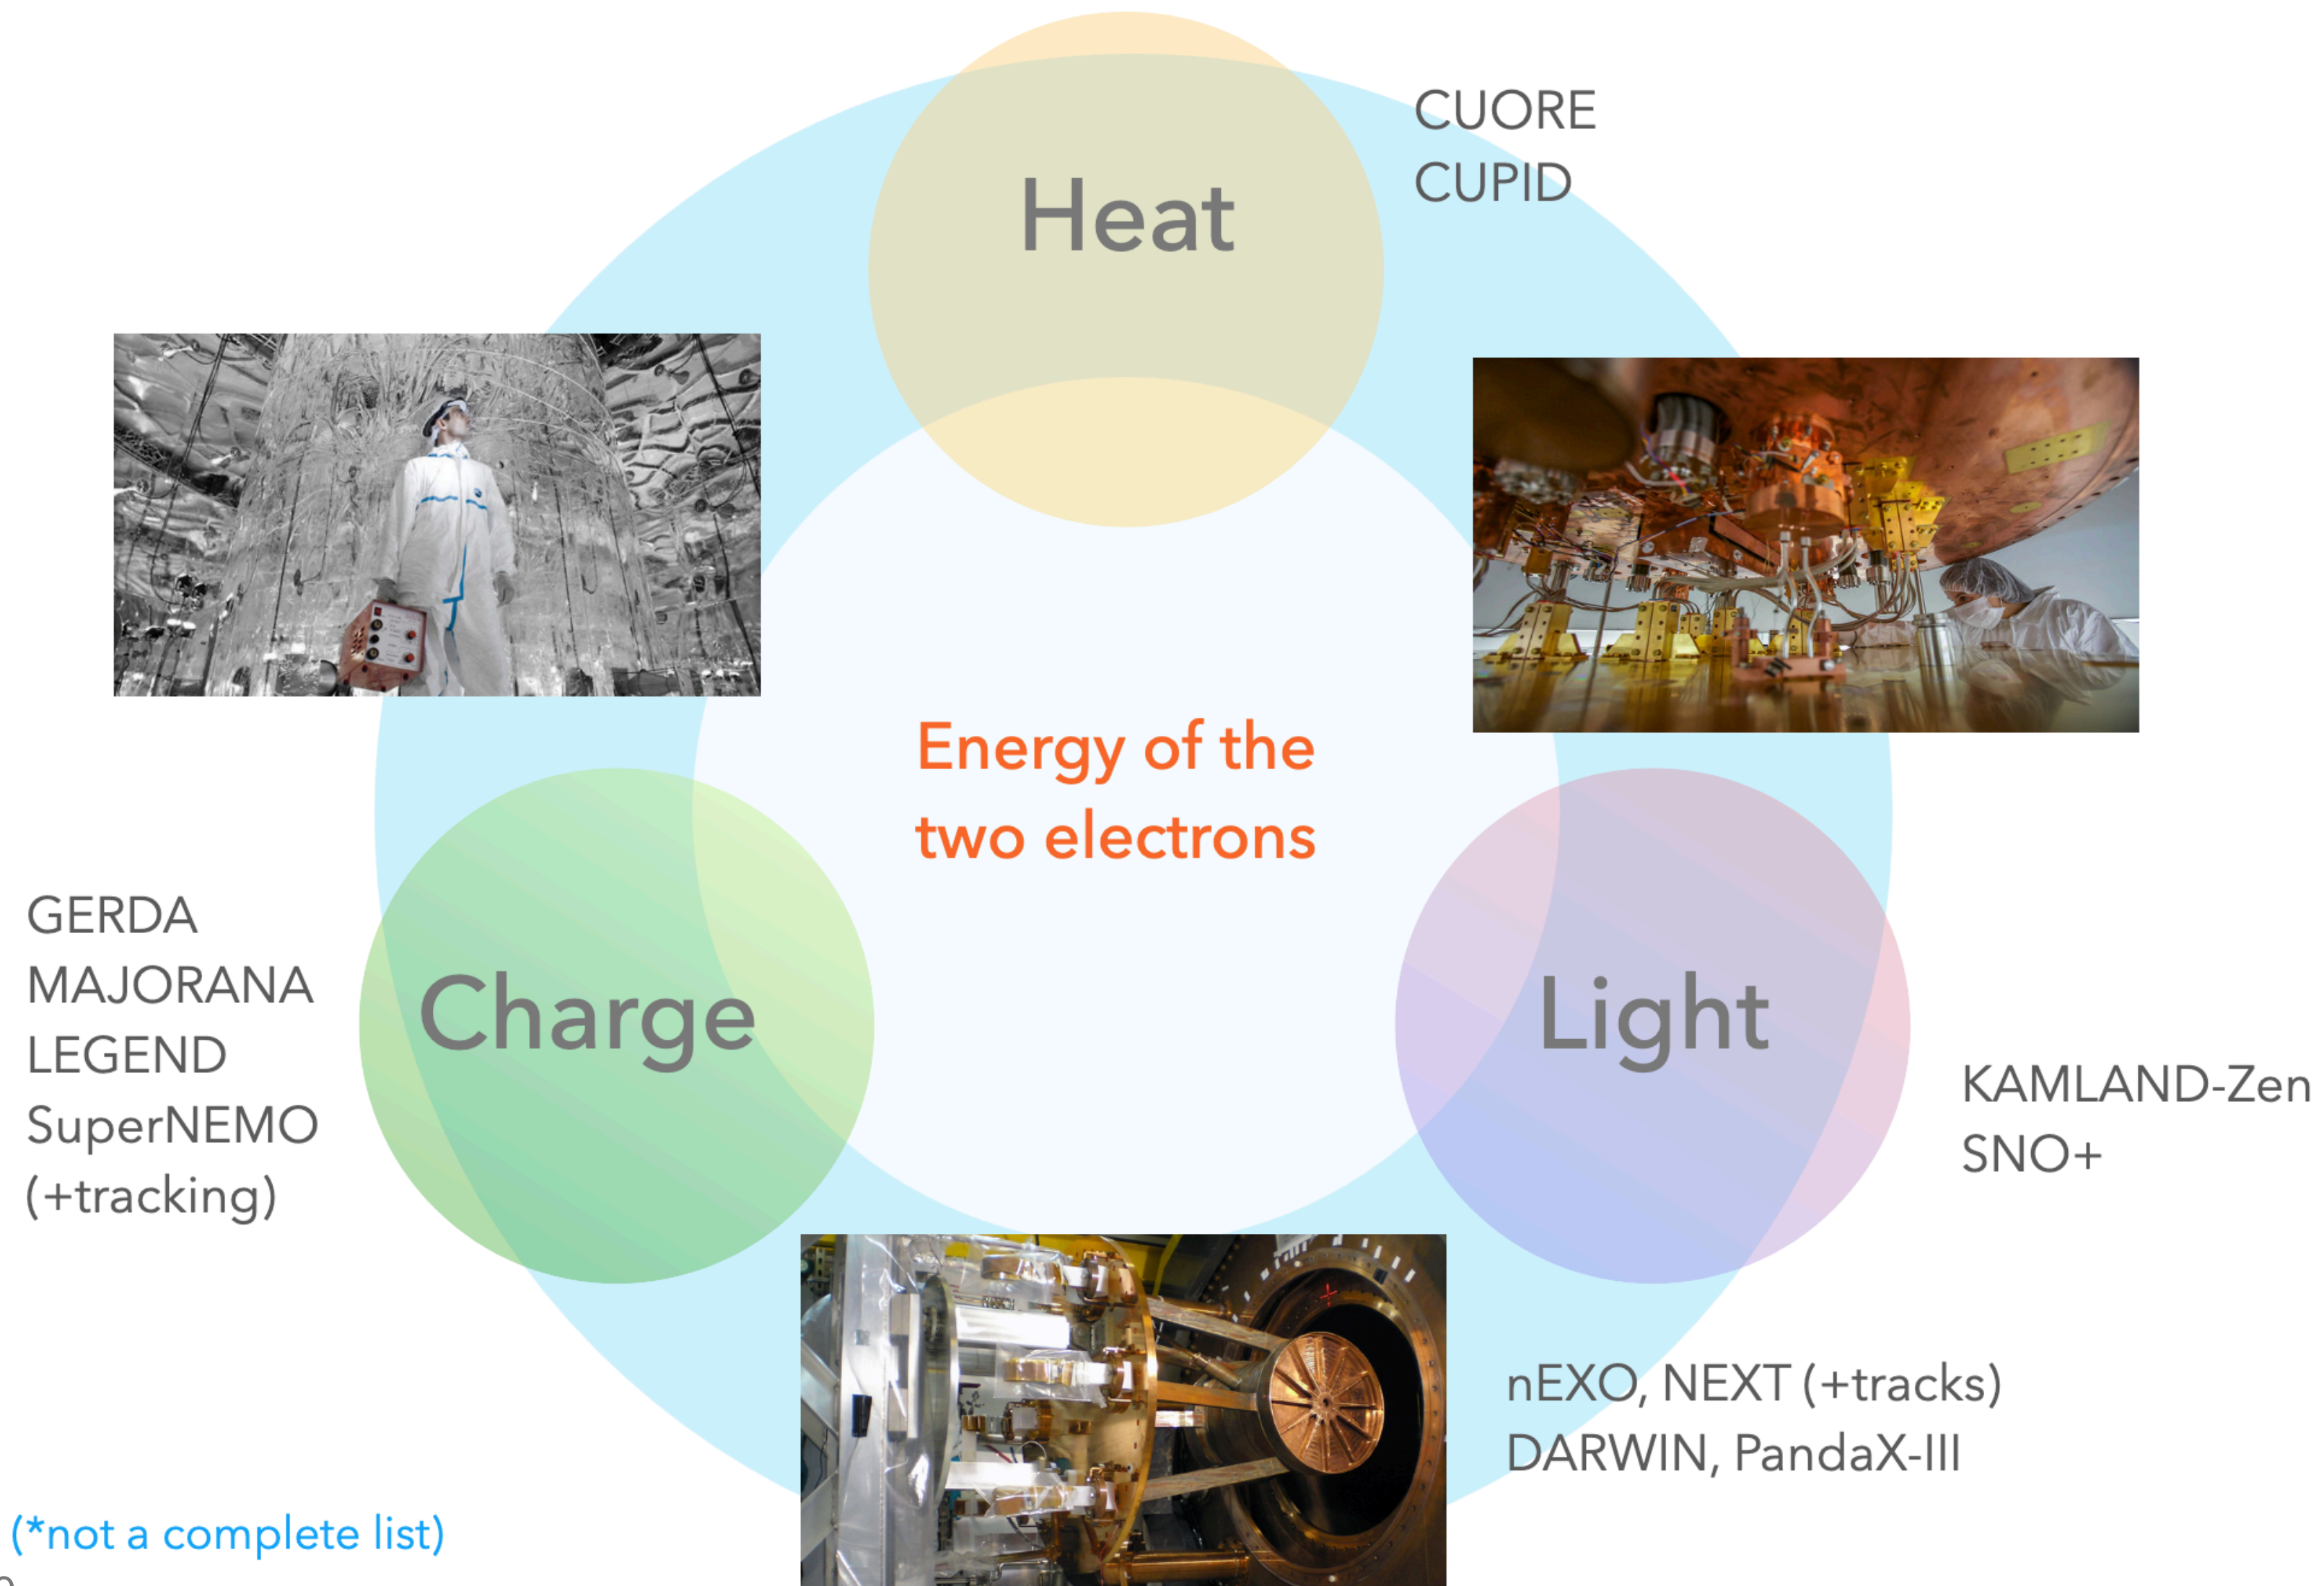 CUORE
CUPID
Heat
Energy of the
two electrons
GERDA
MAJORANA
LEGEND
SuperNEMO
(+tracking)
Charge
Light
KAMLAND-Zen
SNO+
nEXO, NEXT (+tracks)
DARWIN, PandaX-III
(*not a complete list)